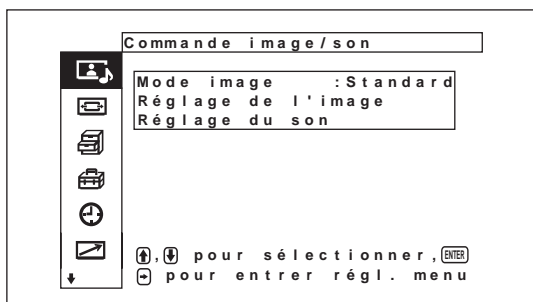 Commande image/son
Mode image :Standard
Réglage de l'image
Réglage du son
, pour sélectionner, ENTER
pour entrer régl. menu